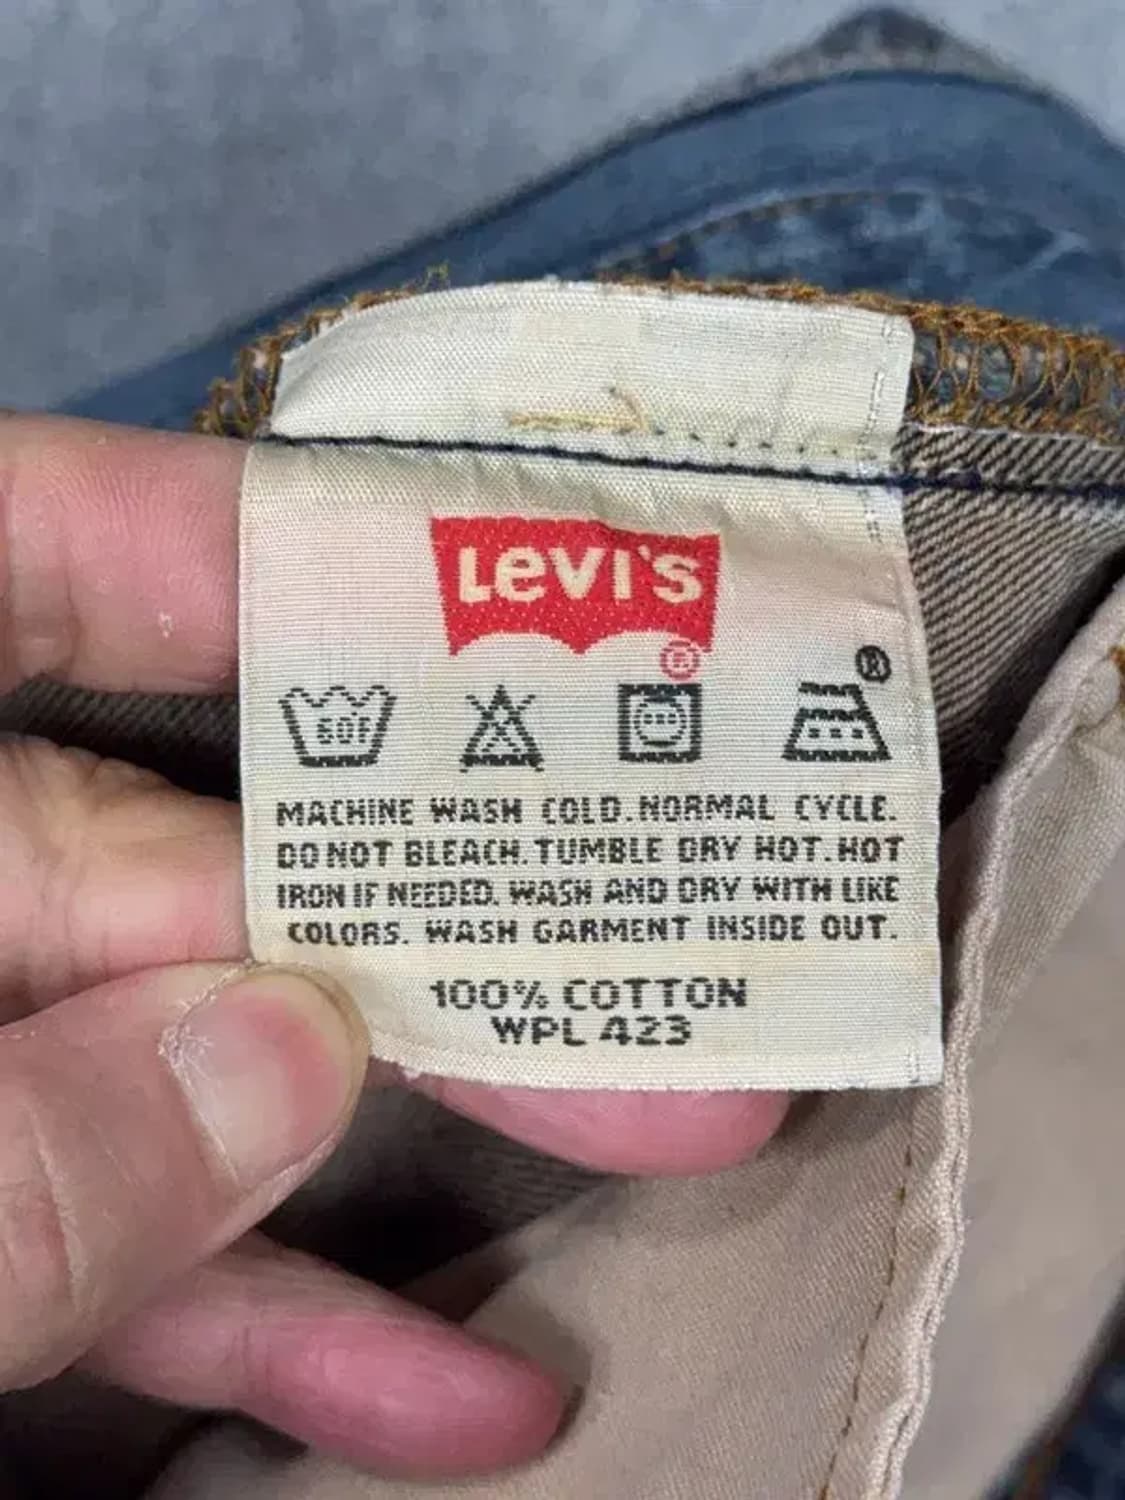 Levi's
®
®
60F
MACHINE WASH COLD. NORMAL CYCLE.
DO NOT BLEACH. TUMBLE DRY HOT. HOT
IRON IF NEEDED. WASH AND DRY WITH LIKE
COLORS. WASH GARMENT INSIDE OUT.
100% COTTON
WPL 423